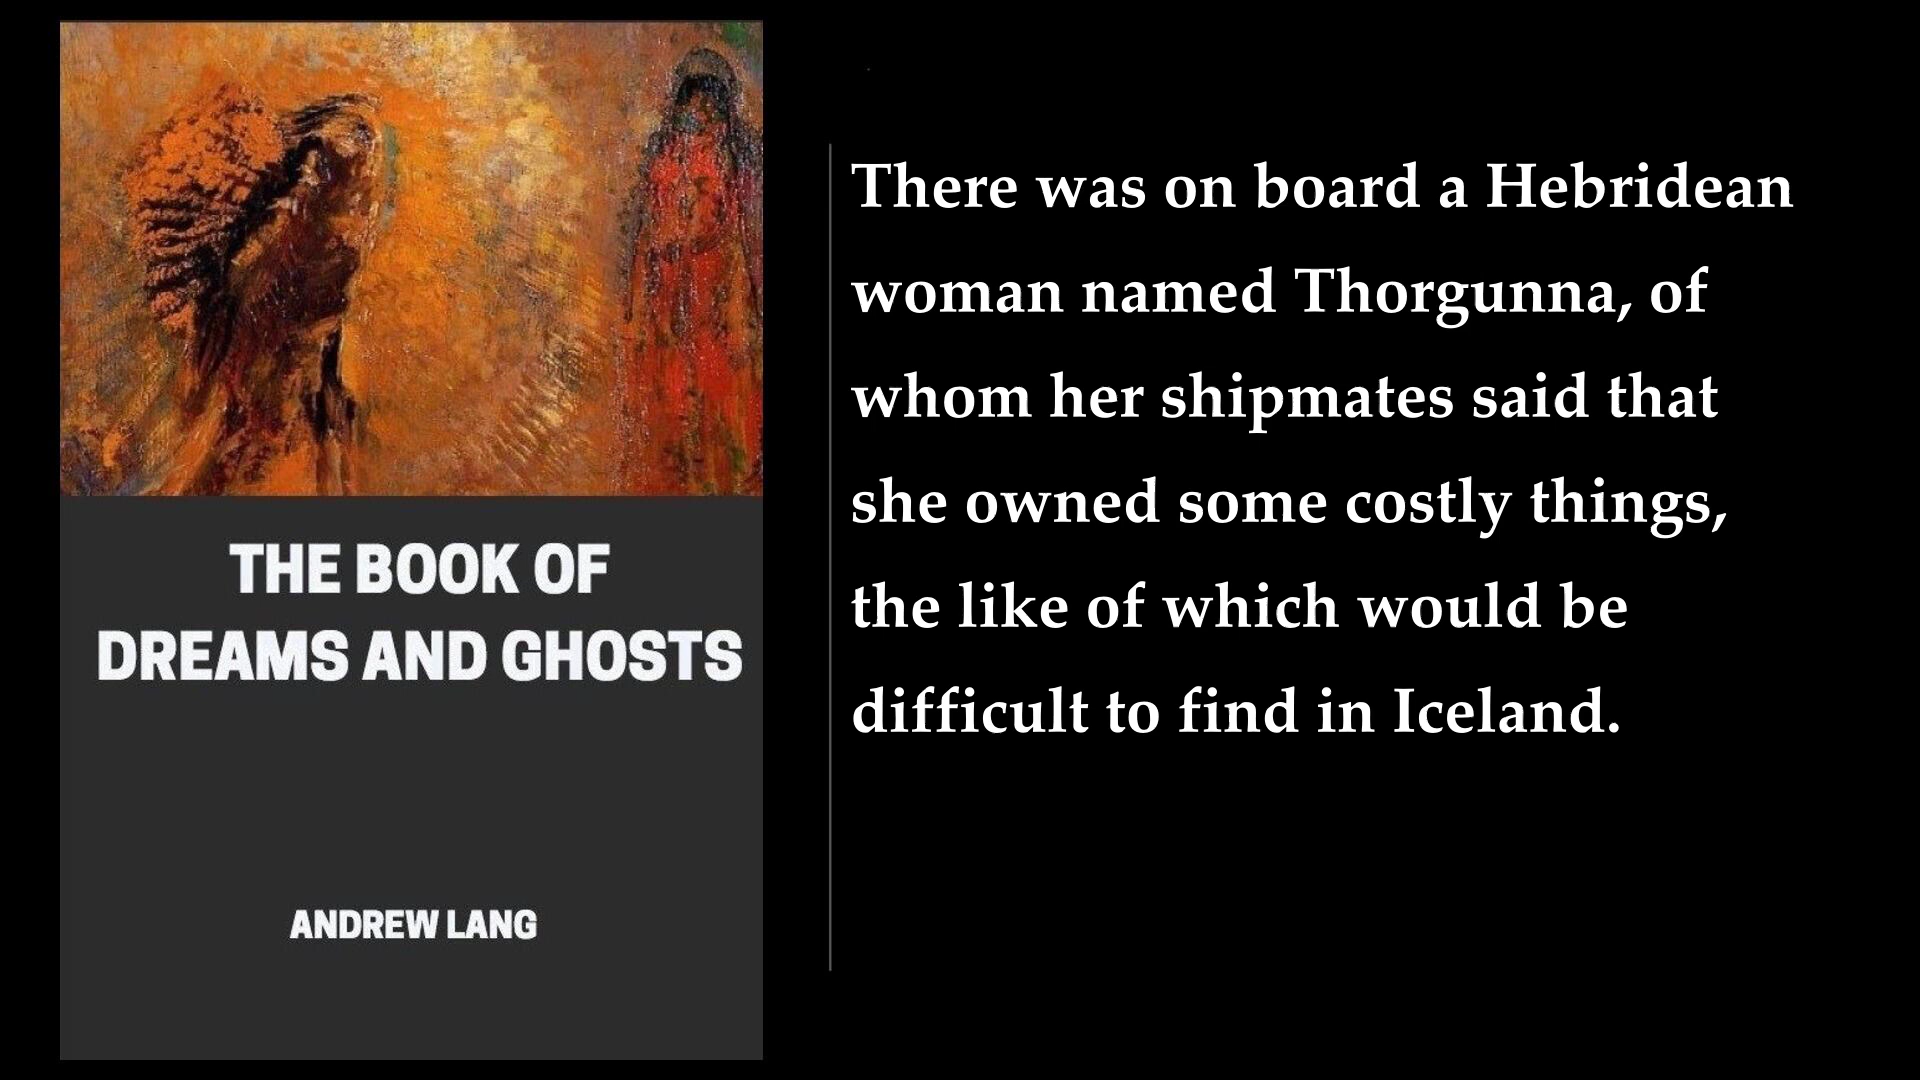 THE BOOK OF
DREAMS AND GHOSTS
ANDREW LANG
There was on board a Hebridean
woman named Thorgunna, of
whom her shipmates said that
she owned some costly things,
the like of which would be
difficult to find in Iceland.